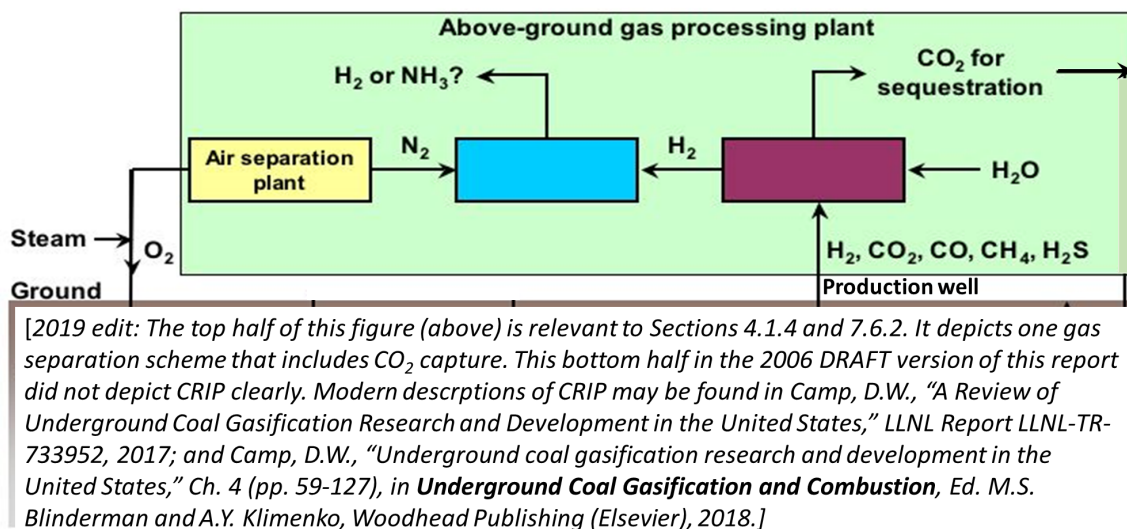 Above-ground gas processing plant
H₂ or NH₃?
CO₂ for
sequestration
Air separation
plant
N₂
H₂
H₂O
Steam
O₂
H₂, CO₂, CO, CH₄, H₂S
Ground
Production well
[2019 edit: The top half of this figure (above) is relevant to Sections 4.1.4 and 7.6.2. It depicts one gas
separation scheme that includes CO₂ capture. This bottom half in the 2006 DRAFT version of this report
did not depict CRIP clearly. Modern descrptions of CRIP may be found in Camp, D.W., “A Review of
Underground Coal Gasification Research and Development in the United States,” LLNL Report LLNL-TR-
733952, 2017; and Camp, D.W., “Underground coal gasification research and development in the
United States,” Ch. 4 (pp. 59-127), in Underground Coal Gasification and Combustion, Ed. M.S.
Blinderman and A.Y. Klimenko, Woodhead Publishing (Elsevier), 2018.]